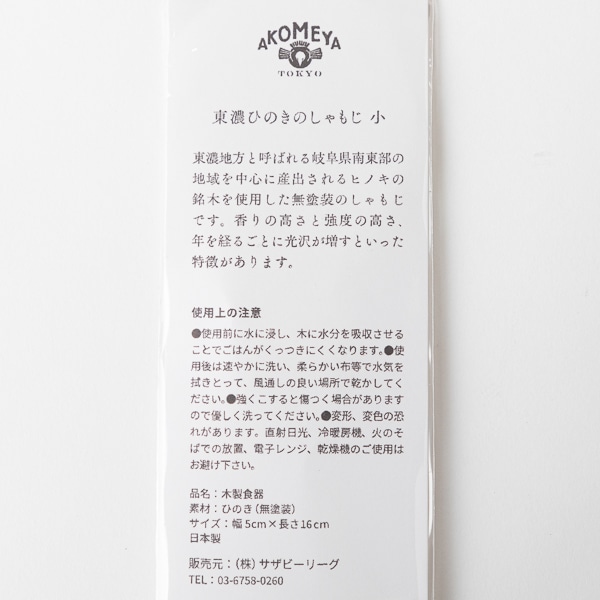 AKOMEYA
TOKYO
東濃ひのきのしゃもじ 小
東濃地方と呼ばれる岐阜県南東部の
地域を中心に産出されるヒノキの
銘木を使用した無塗装のしゃもじ
です。香りの高さと強度の高さ、
年を経るごとに光沢が増すといった
特徴があります。
使用上の注意
●使用前に水に浸し、木に水分を吸収させる
ことでごはんがくっつきにくくなります。●使
用後は速やかに洗い、柔らかい布等で水気を
拭きとって、風通しの良い場所で乾かしてく
ださい。●強くこすると傷つく場合があります
ので優しく洗ってください。●変形、変色の恐
れがあります。直射日光、冷暖房機、火のそ
ばでの放置、電子レンジ、乾燥機のご使用は
お避け下さい。
品名：木製食器
素材：ひのき（無塗装）
サイズ：幅5cm×長さ16cm
日本製
販売元：（株）サザビーリーグ
TEL：03-6758-0260